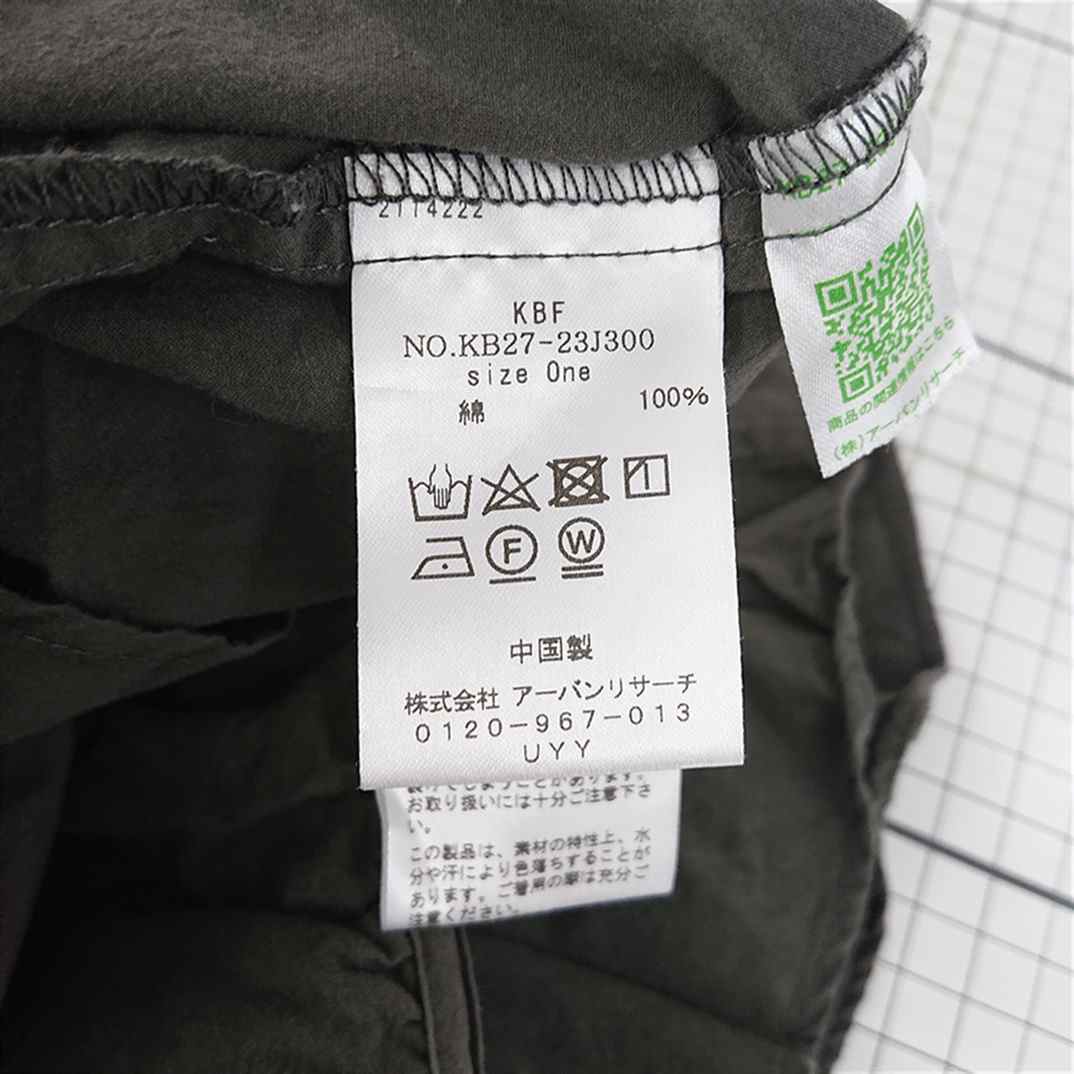 2114222
KBF
NO.KB27-23J300
size One
綿 100%
F W
中国製
株式会社 アーバンリサーチ
0120-967-013
UYY
お取り扱いには十分ご注意下さ
い。
この製品は、素材の特性上、水
分や汗により色落ちすることが
あります。ご着用の際は充分ご
注意ください。
KB27
商品の関連情報はこちら
(株)アーバンリサーチ